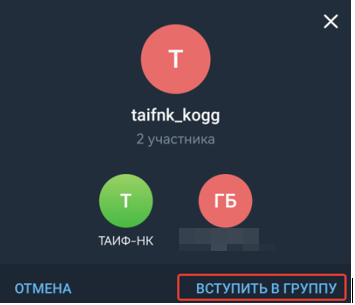 T
taifnk_kogg
2 участника
Т
ГБ
ТАИФ-НК
ОТМЕНА
ВСТУПИТЬ В ГРУППУ